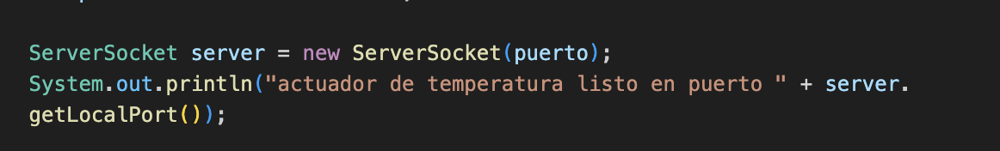 ServerSocket server = new ServerSocket(puerto);
System.out.println("actuador de temperatura listo en puerto " + server.
getLocalPort());